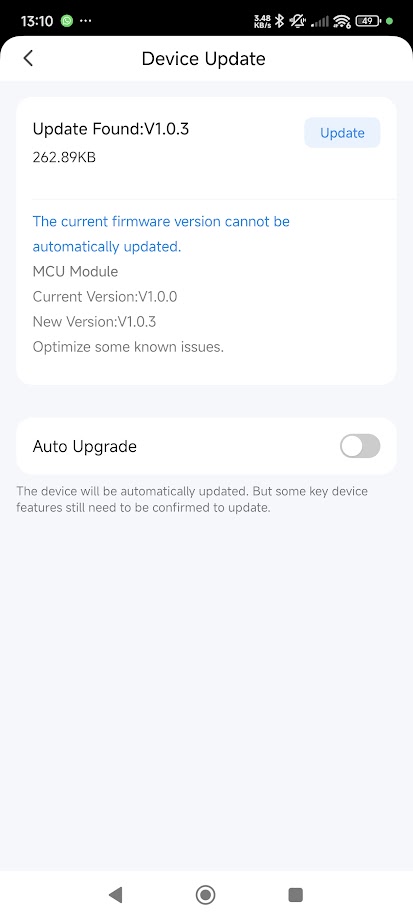 13:10
3.48
KB/s
6
49
Device Update
Update Found:V1.0.3
Update
262.89KB
The current firmware version cannot be
automatically updated.
MCU Module
Current Version:V1.0.0
New Version:V1.0.3
Optimize some known issues.
Auto Upgrade
The device will be automatically updated. But some key device
features still need to be confirmed to update.